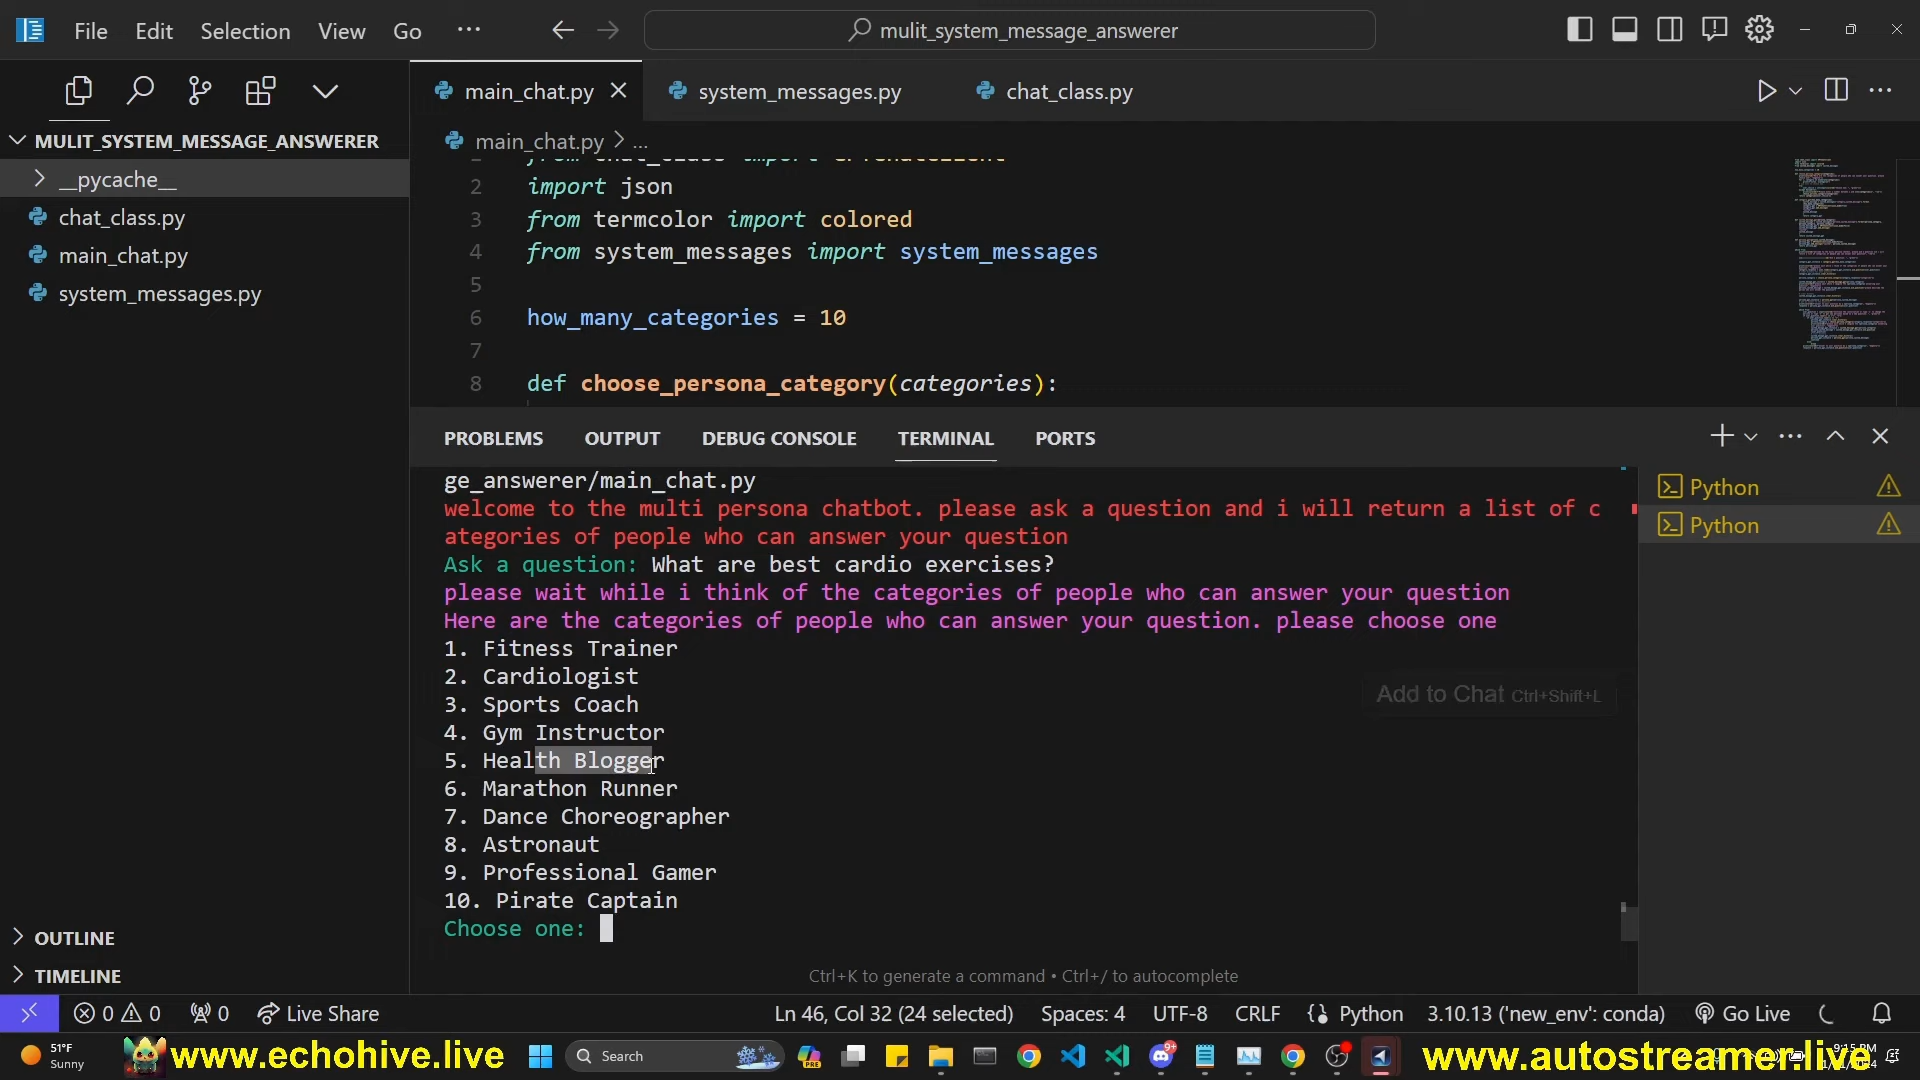 File Edit Selection View Go ···
mulit_system_message_answerer
main_chat.py system_messages.py chat_class.py
MULIT_SYSTEM_MESSAGE_ANSWERER
__pycache__
chat_class.py
main_chat.py
system_messages.py
OUTLINE
TIMELINE
main_chat.py > ...
2 import json
3 from termcolor import colored
4 from system_messages import system_messages
5
6 how_many_categories = 10
7
8 def choose_persona_category(categories):
PROBLEMS OUTPUT DEBUG CONSOLE TERMINAL PORTS
ge_answerer/main_chat.py
welcome to the multi persona chatbot. please ask a question and i will return a list of c
ategories of people who can answer your question
Ask a question: What are best cardio exercises?
please wait while i think of the categories of people who can answer your question
Here are the categories of people who can answer your question. please choose one
1. Fitness Trainer
2. Cardiologist
3. Sports Coach
4. Gym Instructor
5. Health Blogger
6. Marathon Runner
7. Dance Choreographer
8. Astronaut
9. Professional Gamer
10. Pirate Captain
Choose one:
Add to Chat Ctrl+Shift+L
Python
Python
Ctrl+K to generate a command • Ctrl+/ to autocomplete
0 0 0 Live Share Ln 46, Col 32 (24 selected) Spaces: 4 UTF-8 CRLF Python 3.10.13 ('new_env': conda) Go Live
51°F
Sunny
www.echohive.live
Search
PRE
9+
www.autostreamer.live
9:15 PM